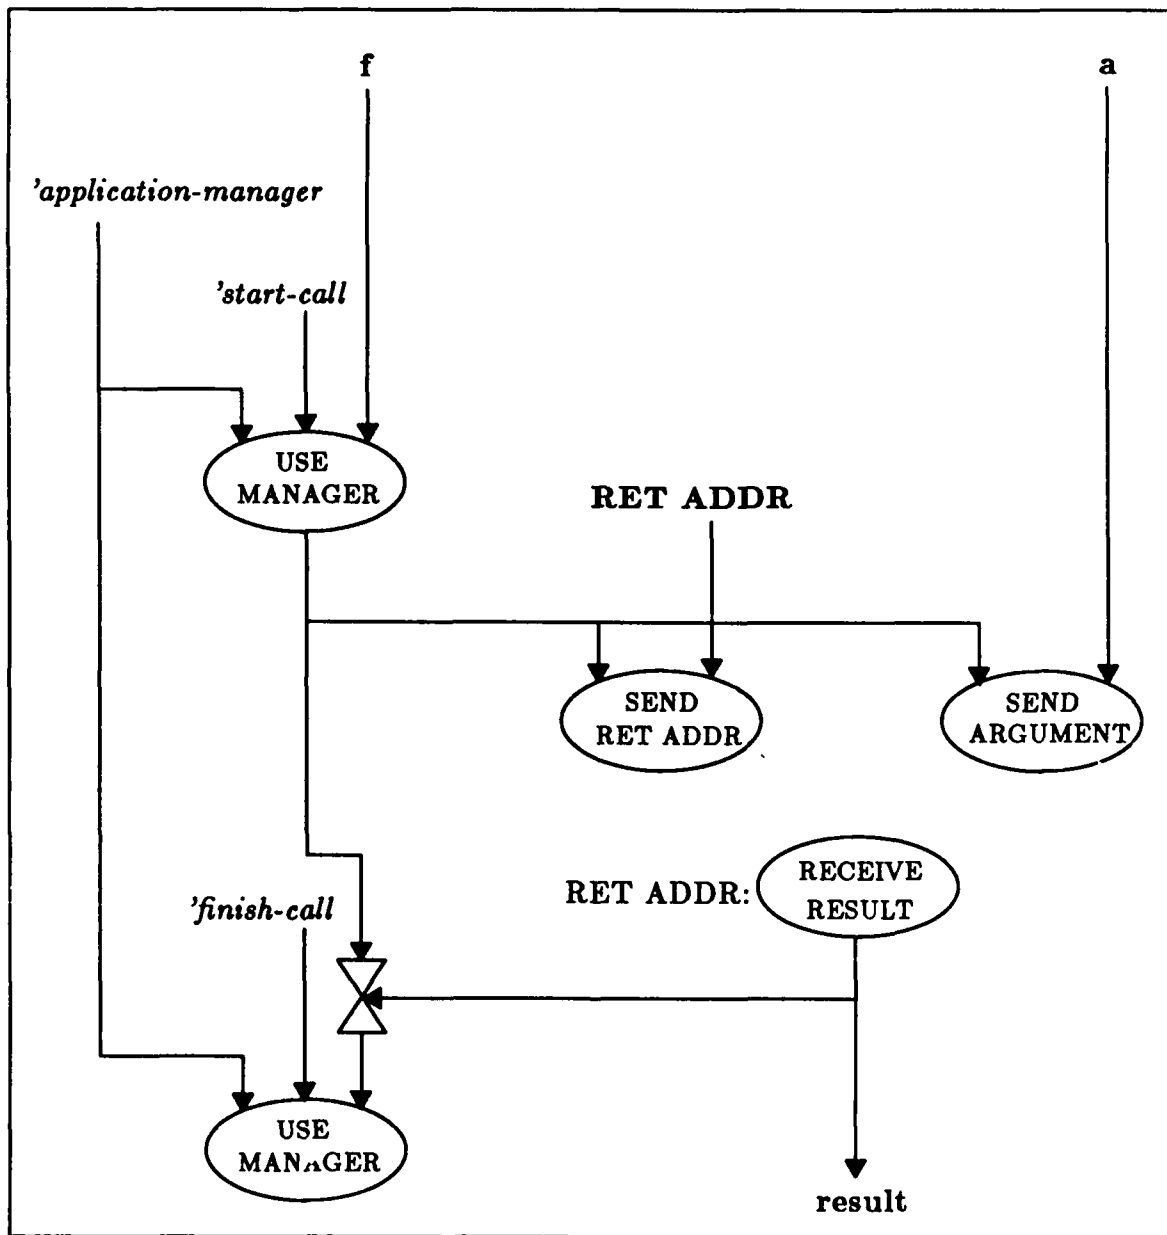 f
a
'application-manager
'start-call
USE
MANAGER
RET ADDR
SEND
RET ADDR
SEND
ARGUMENT
RECEIVE
RESULT
RET ADDR:
'finish-call
USE
MANAGER
result